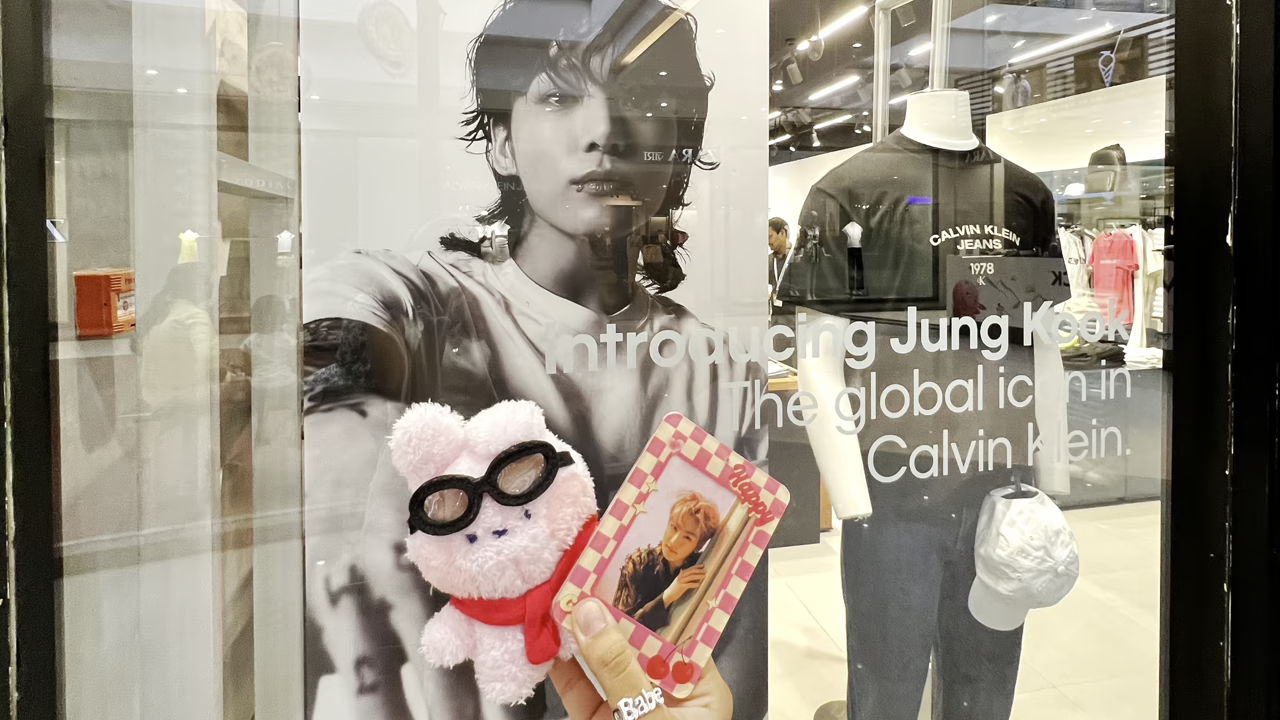 CALVIN KLEIN
JEANS
1978
Introducing Jung Kook
The global icon in
Calvin Klein.
Happy
Babe